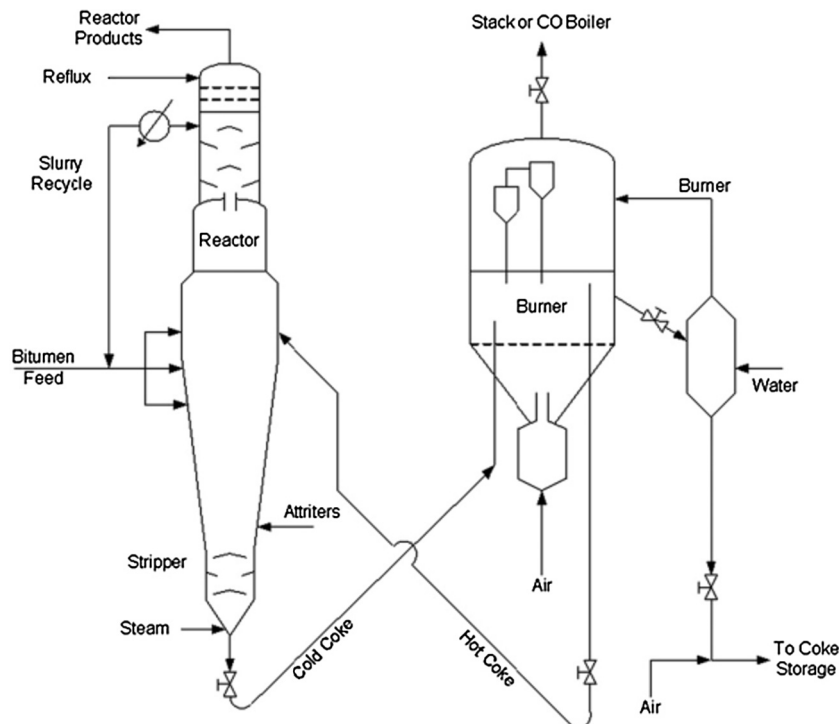 Reactor
Products
Stack or CO Boiler
Reflux
Slurry
Recycle
Burner
Reactor
Burner
Bitumen
Feed
Water
Attriters
Stripper
Air
Steam
Cold Coke
Hot Coke
To Coke
Storage
Air